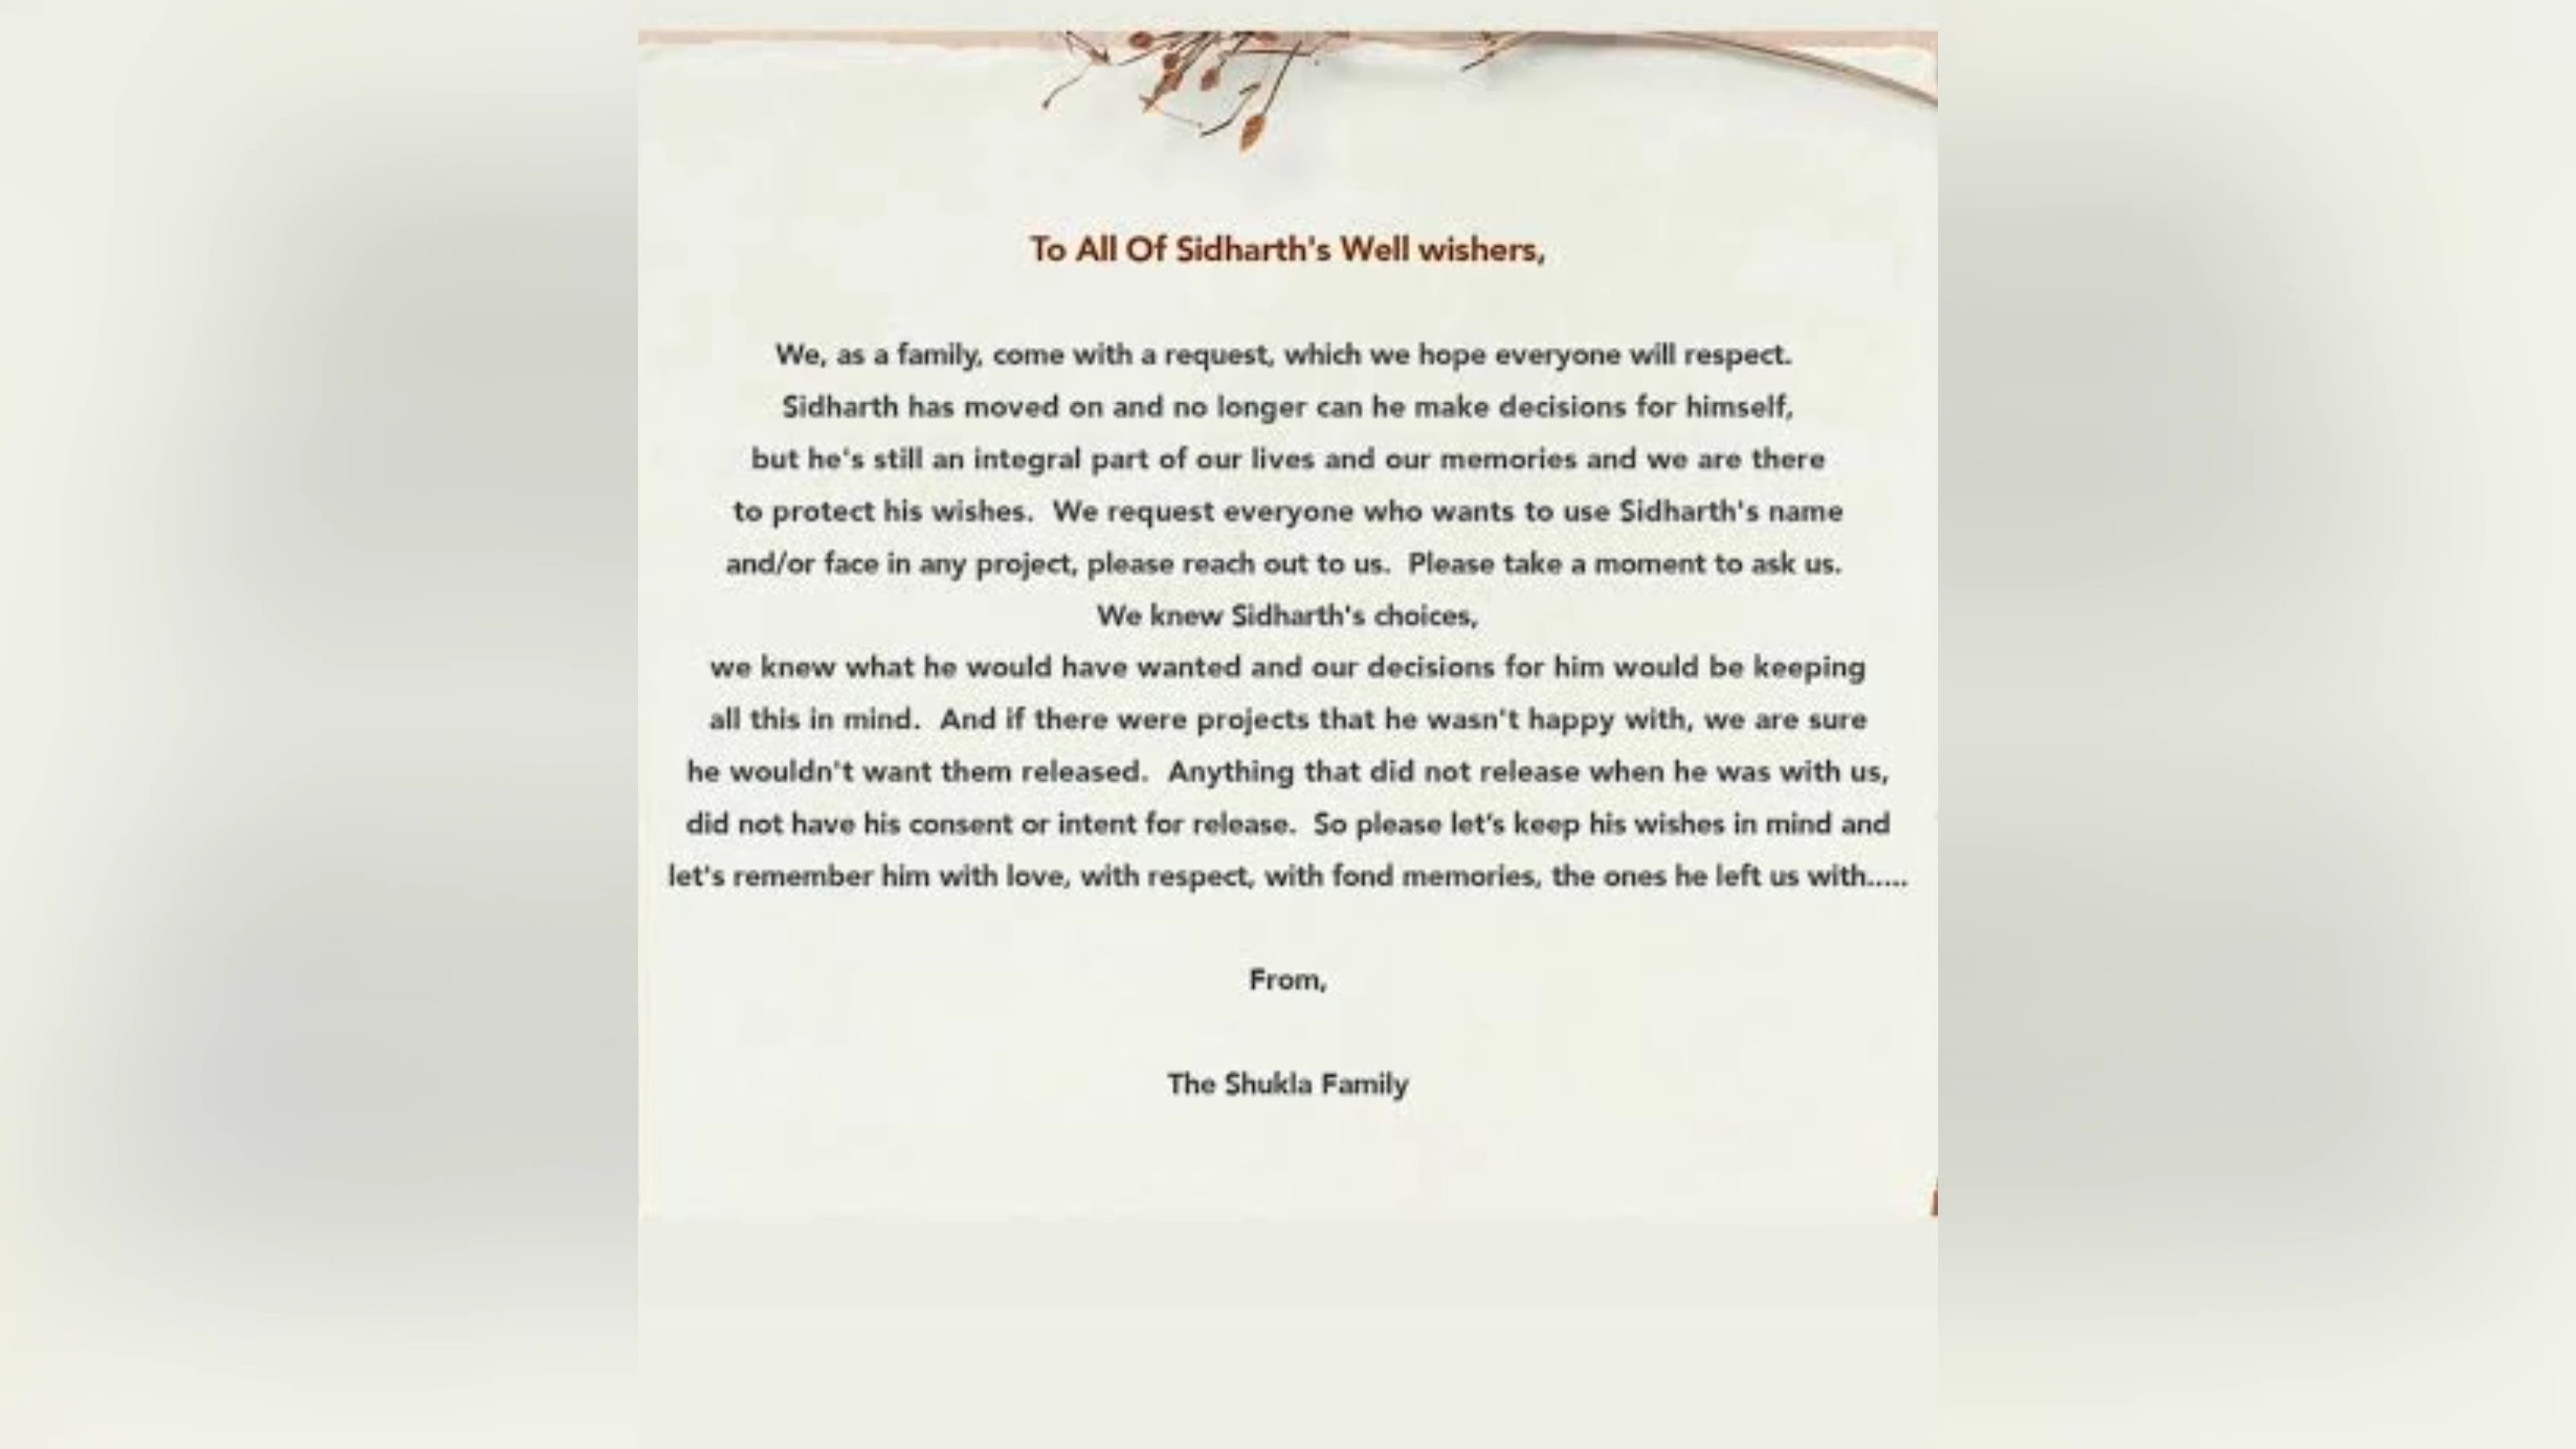 To All Of Sidharth's Well wishers,
We, as a family, come with a request, which we hope everyone will respect.
Sidharth has moved on and no longer can he make decisions for himself,
but he's still an integral part of our lives and our memories and we are there
to protect his wishes.  We request everyone who wants to use Sidharth's name
and/or face in any project, please reach out to us.  Please take a moment to ask us.
We knew Sidharth's choices,
we knew what he would have wanted and our decisions for him would be keeping
all this in mind.  And if there were projects that he wasn't happy with, we are sure
he wouldn't want them released.  Anything that did not release when he was with us,
did not have his consent or intent for release.  So please let's keep his wishes in mind and
let's remember him with love, with respect, with fond memories, the ones he left us with.....
From,
The Shukla Family